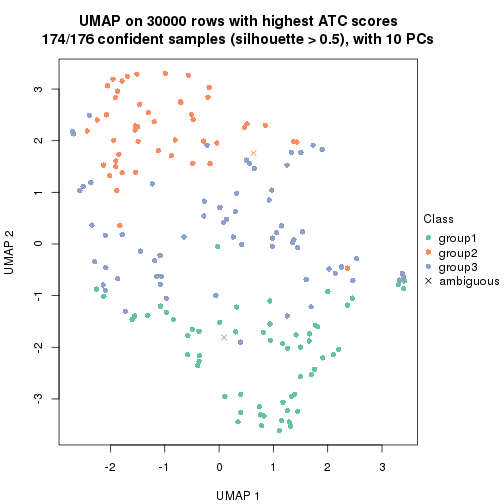 UMAP on 30000 rows with highest ATC scores
174/176 confident samples (silhouette > 0.5), with 10 PCs
3
2
1
0
-1
-2
-3
UMAP 2
-2
-1
0
1
2
3
UMAP 1
Class
group1
group2
group3
ambiguous